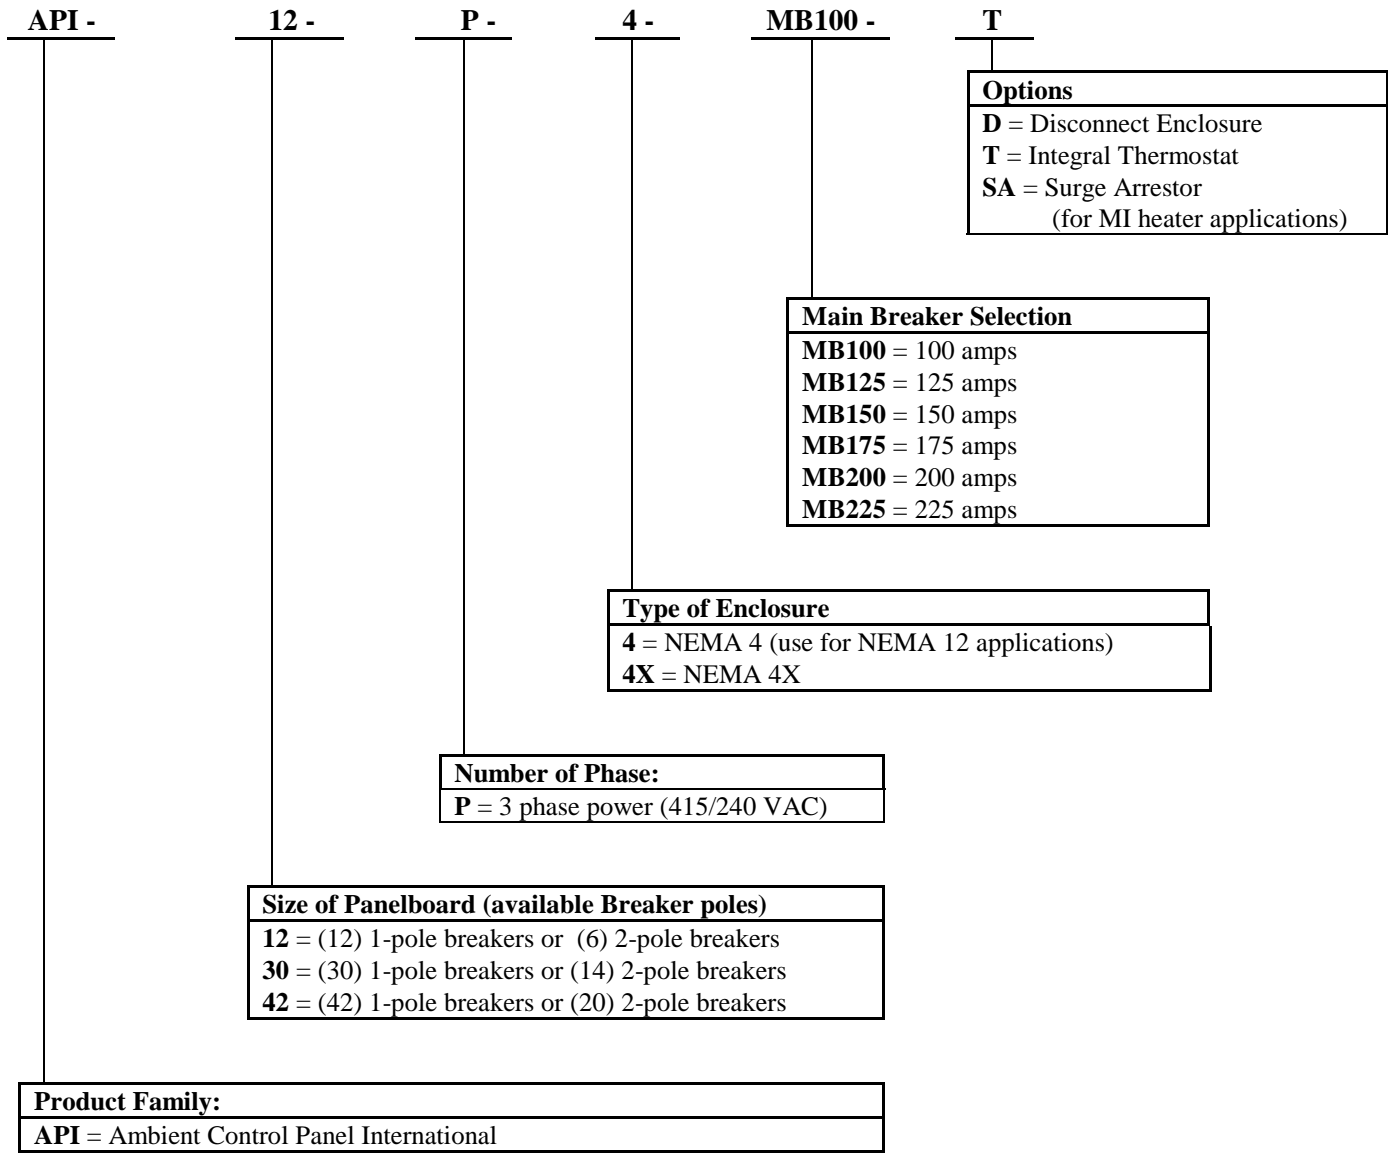 API - 12 - P - 4 - MB100 - T
Options
D = Disconnect Enclosure
T = Integral Thermostat
SA = Surge Arrestor
(for MI heater applications)
Main Breaker Selection
MB100 = 100 amps
MB125 = 125 amps
MB150 = 150 amps
MB175 = 175 amps
MB200 = 200 amps
MB225 = 225 amps
Type of Enclosure
4 = NEMA 4 (use for NEMA 12 applications)
4X = NEMA 4X
Number of Phase:
P = 3 phase power (415/240 VAC)
Size of Panelboard (available Breaker poles)
12 = (12) 1-pole breakers or (6) 2-pole breakers
30 = (30) 1-pole breakers or (14) 2-pole breakers
42 = (42) 1-pole breakers or (20) 2-pole breakers
Product Family:
API = Ambient Control Panel International